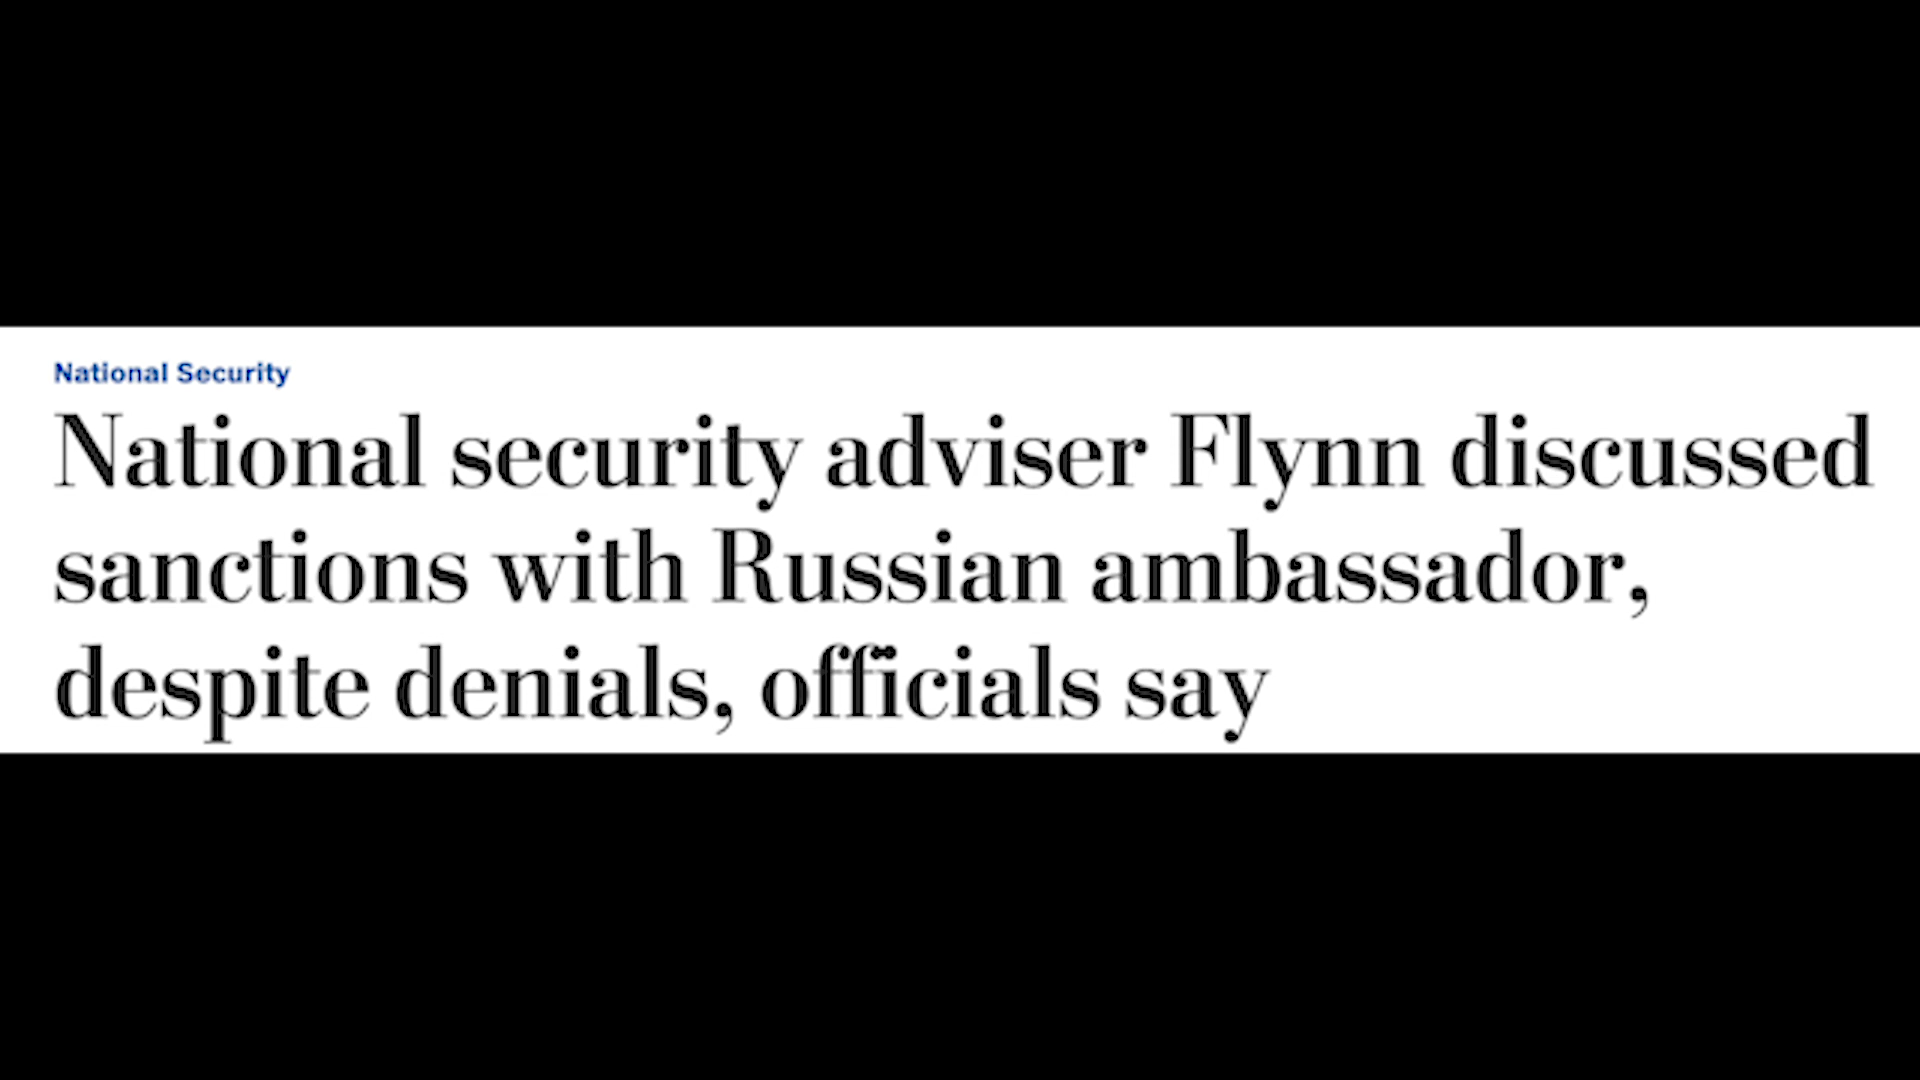 National Security
National security adviser Flynn discussed
sanctions with Russian ambassador,
despite denials, officials say